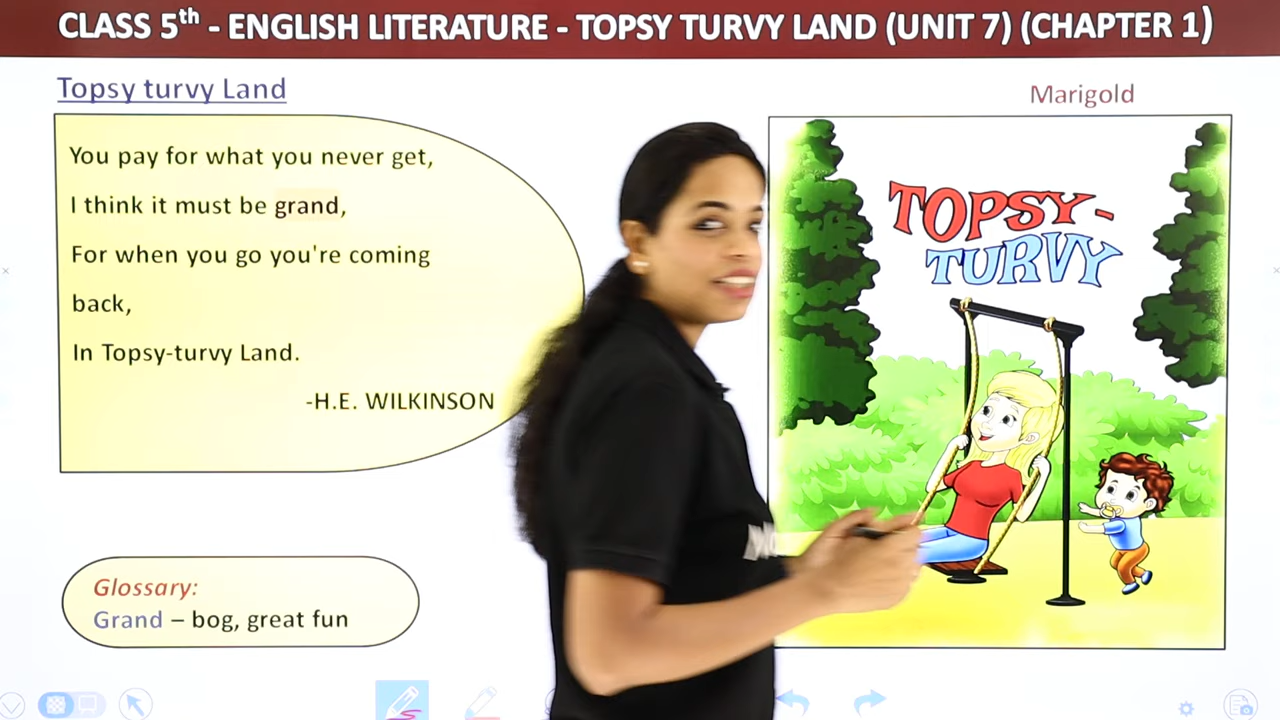 CLASS 5th - ENGLISH LITERATURE - TOPSY TURVY LAND (UNIT 7) (CHAPTER 1)
Topsy turvy Land
Marigold
You pay for what you never get,
I think it must be grand,
For when you go you're coming
back,
In Topsy-turvy Land.
-H.E. WILKINSON
TOPSY-
TURVY
Glossary:
Grand – bog, great fun